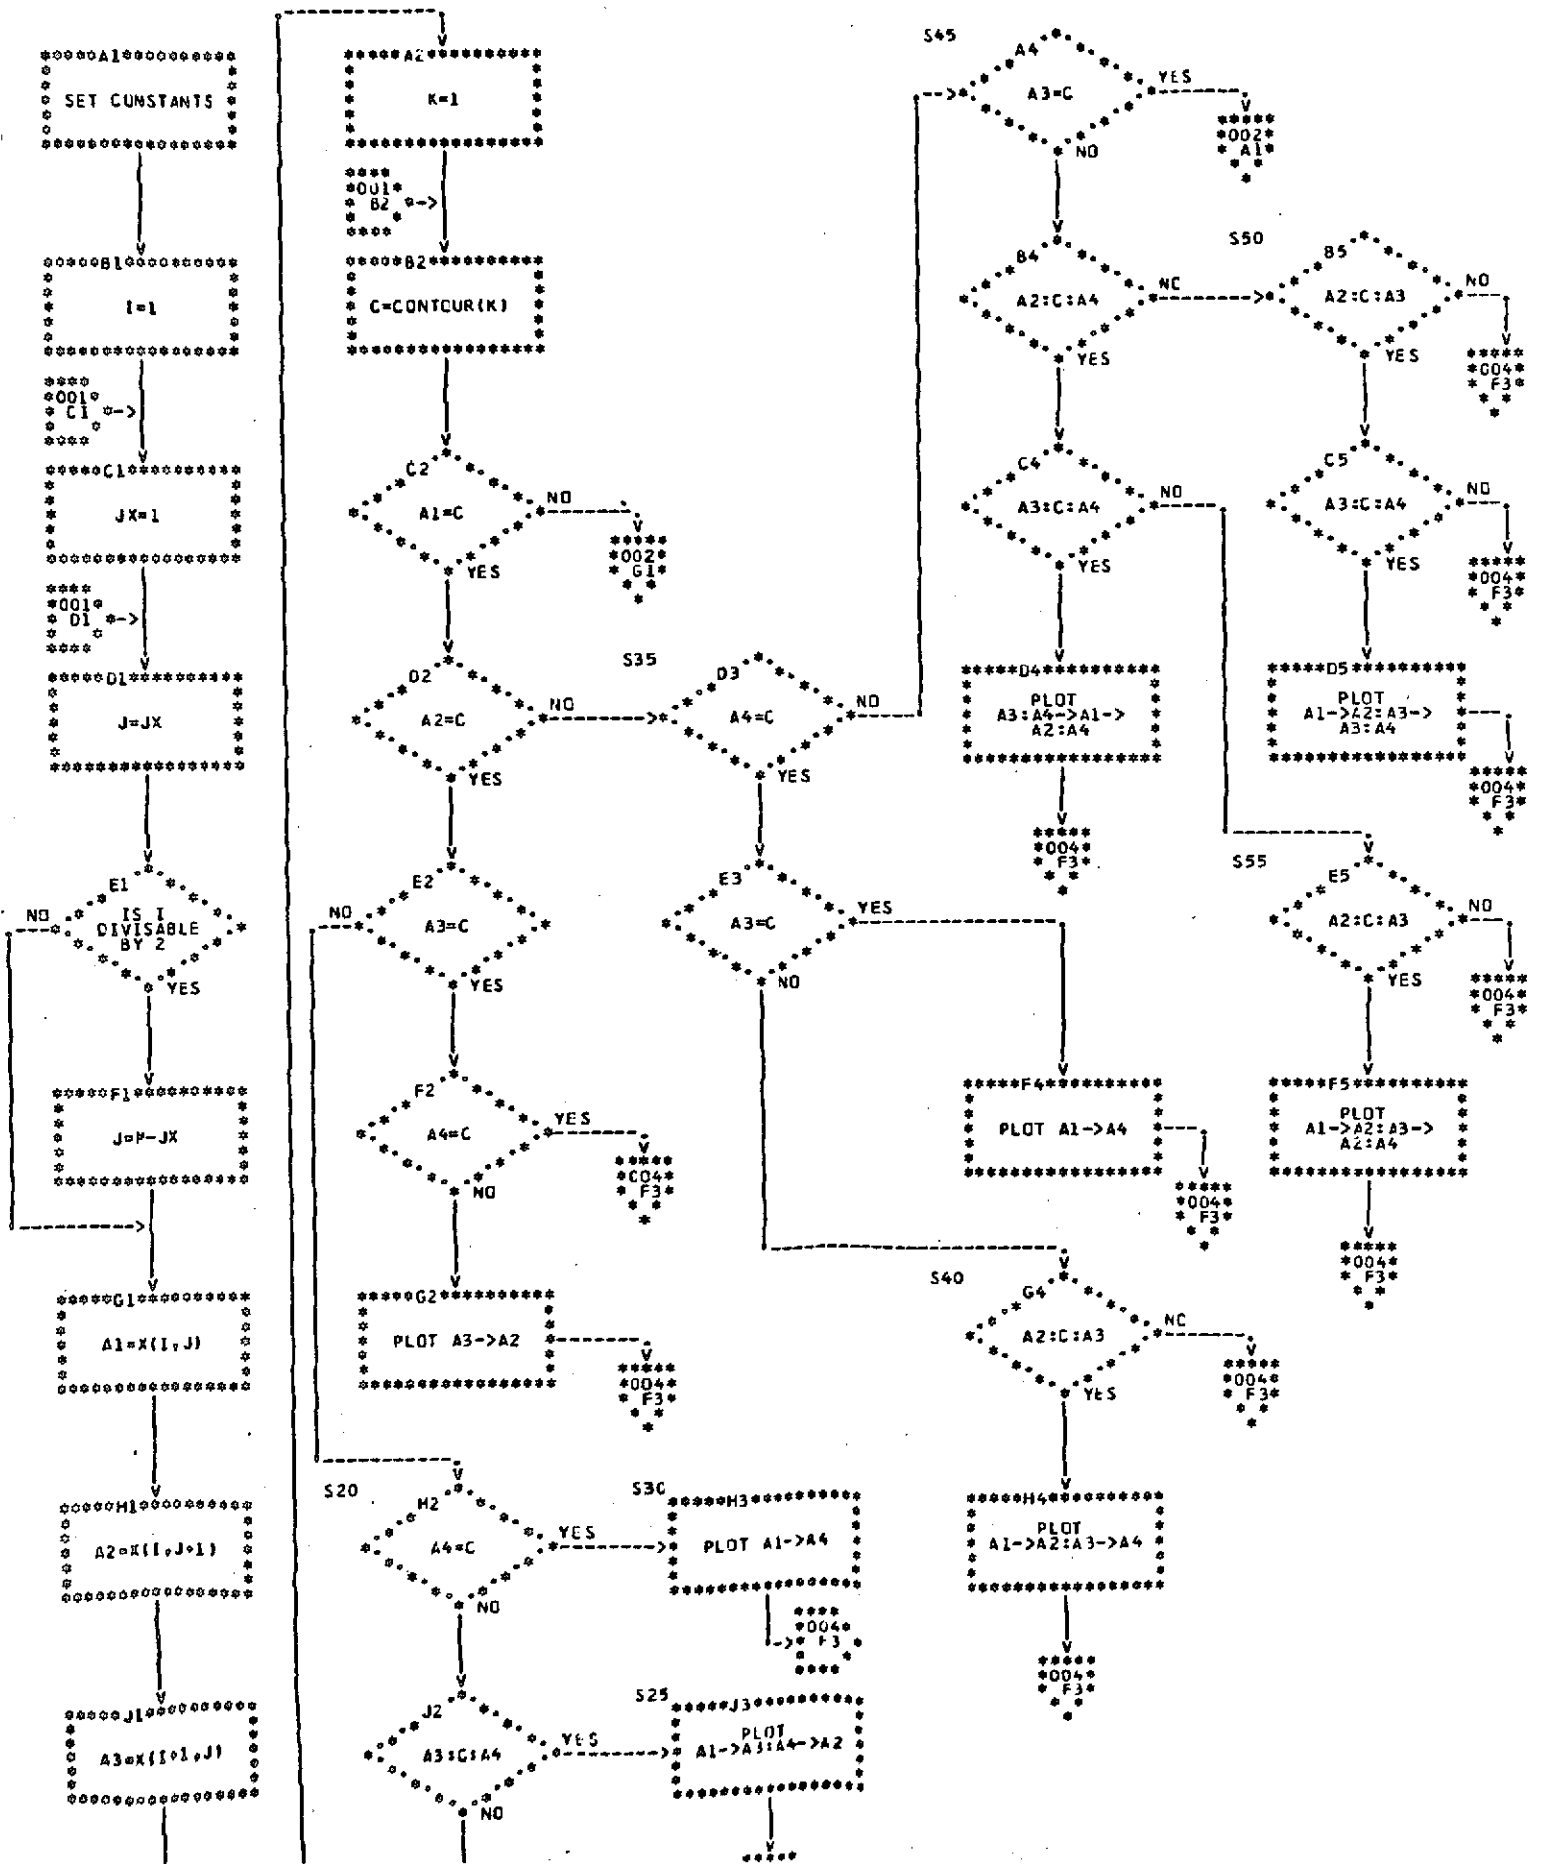 A1
SET CONSTANTS
B1
I=1
001
C1
C1
JX=1
001
D1
D1
J=JX
E1
IS I
DIVISABLE
BY 2
NO
YES
F1
J=M-JX
G1
A1=X(I,J)
H1
A2=X(I,J+1)
J1
A3=X(I+1,J)
A2
K=1
001
B2
B2
C=CONTOUR(K)
C2
A1=C
NO
002
G1
YES
D2
A2=C
NO
YES
E2
NO
A3=C
YES
F2
A4=C
YES
004
F3
NO
G2
PLOT A3->A2
004
F3
S20
H2
A4=C
YES
NO
J2
A3:C:A4
YES
NO
S35
D3
A4=C
NO
YES
E3
A3=C
YES
NO
S30
H3
PLOT A1->A4
004
F3
S25
J3
PLOT
A1->A3:A4->A2
S45
A4
A3=C
YES
002
A1
NO
B4
A2:C:A4
NO
YES
C4
A3:C:A4
NO
YES
D4
PLOT
A3:A4->A1->
A2:A4
004
F3
F4
PLOT A1->A4
004
F3
S40
G4
A2:C:A3
NO
004
F3
YES
H4
PLOT
A1->A2:A3->A4
004
F3
S50
B5
A2:C:A3
NO
004
F3
YES
C5
A3:C:A4
NO
004
F3
YES
D5
PLOT
A1->A2:A3->
A3:A4
004
F3
S55
E5
A2:C:A3
NO
004
F3
YES
F5
PLOT
A1->A2:A3->
A2:A4
004
F3